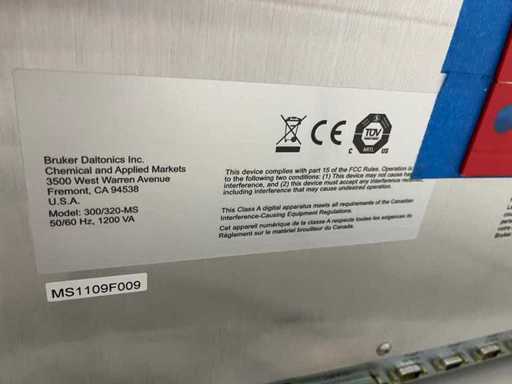 Bruker Daltonics Inc.
Chemical and Applied Markets
3500 West Warren Avenue
Fremont, CA 94538
U.S.A.
Model: 300/320-MS
50/60 Hz, 1200 VA
CE
TÜV
C
US
This device complies with part 15 of the FCC Rules. Operation is
to the following two conditions: (1) This device may not cause
interference, and (2) this device must accept any interference
including interference that may cause undesired operation.
This Class A digital apparatus meets all requirements of the Canadian
Interference-Causing Equipment Regulations.
Cet appareil numérique de la classe A respecte toutes les exigences du
Règlement sur le matériel brouilleur du Canada.
MS1109F009